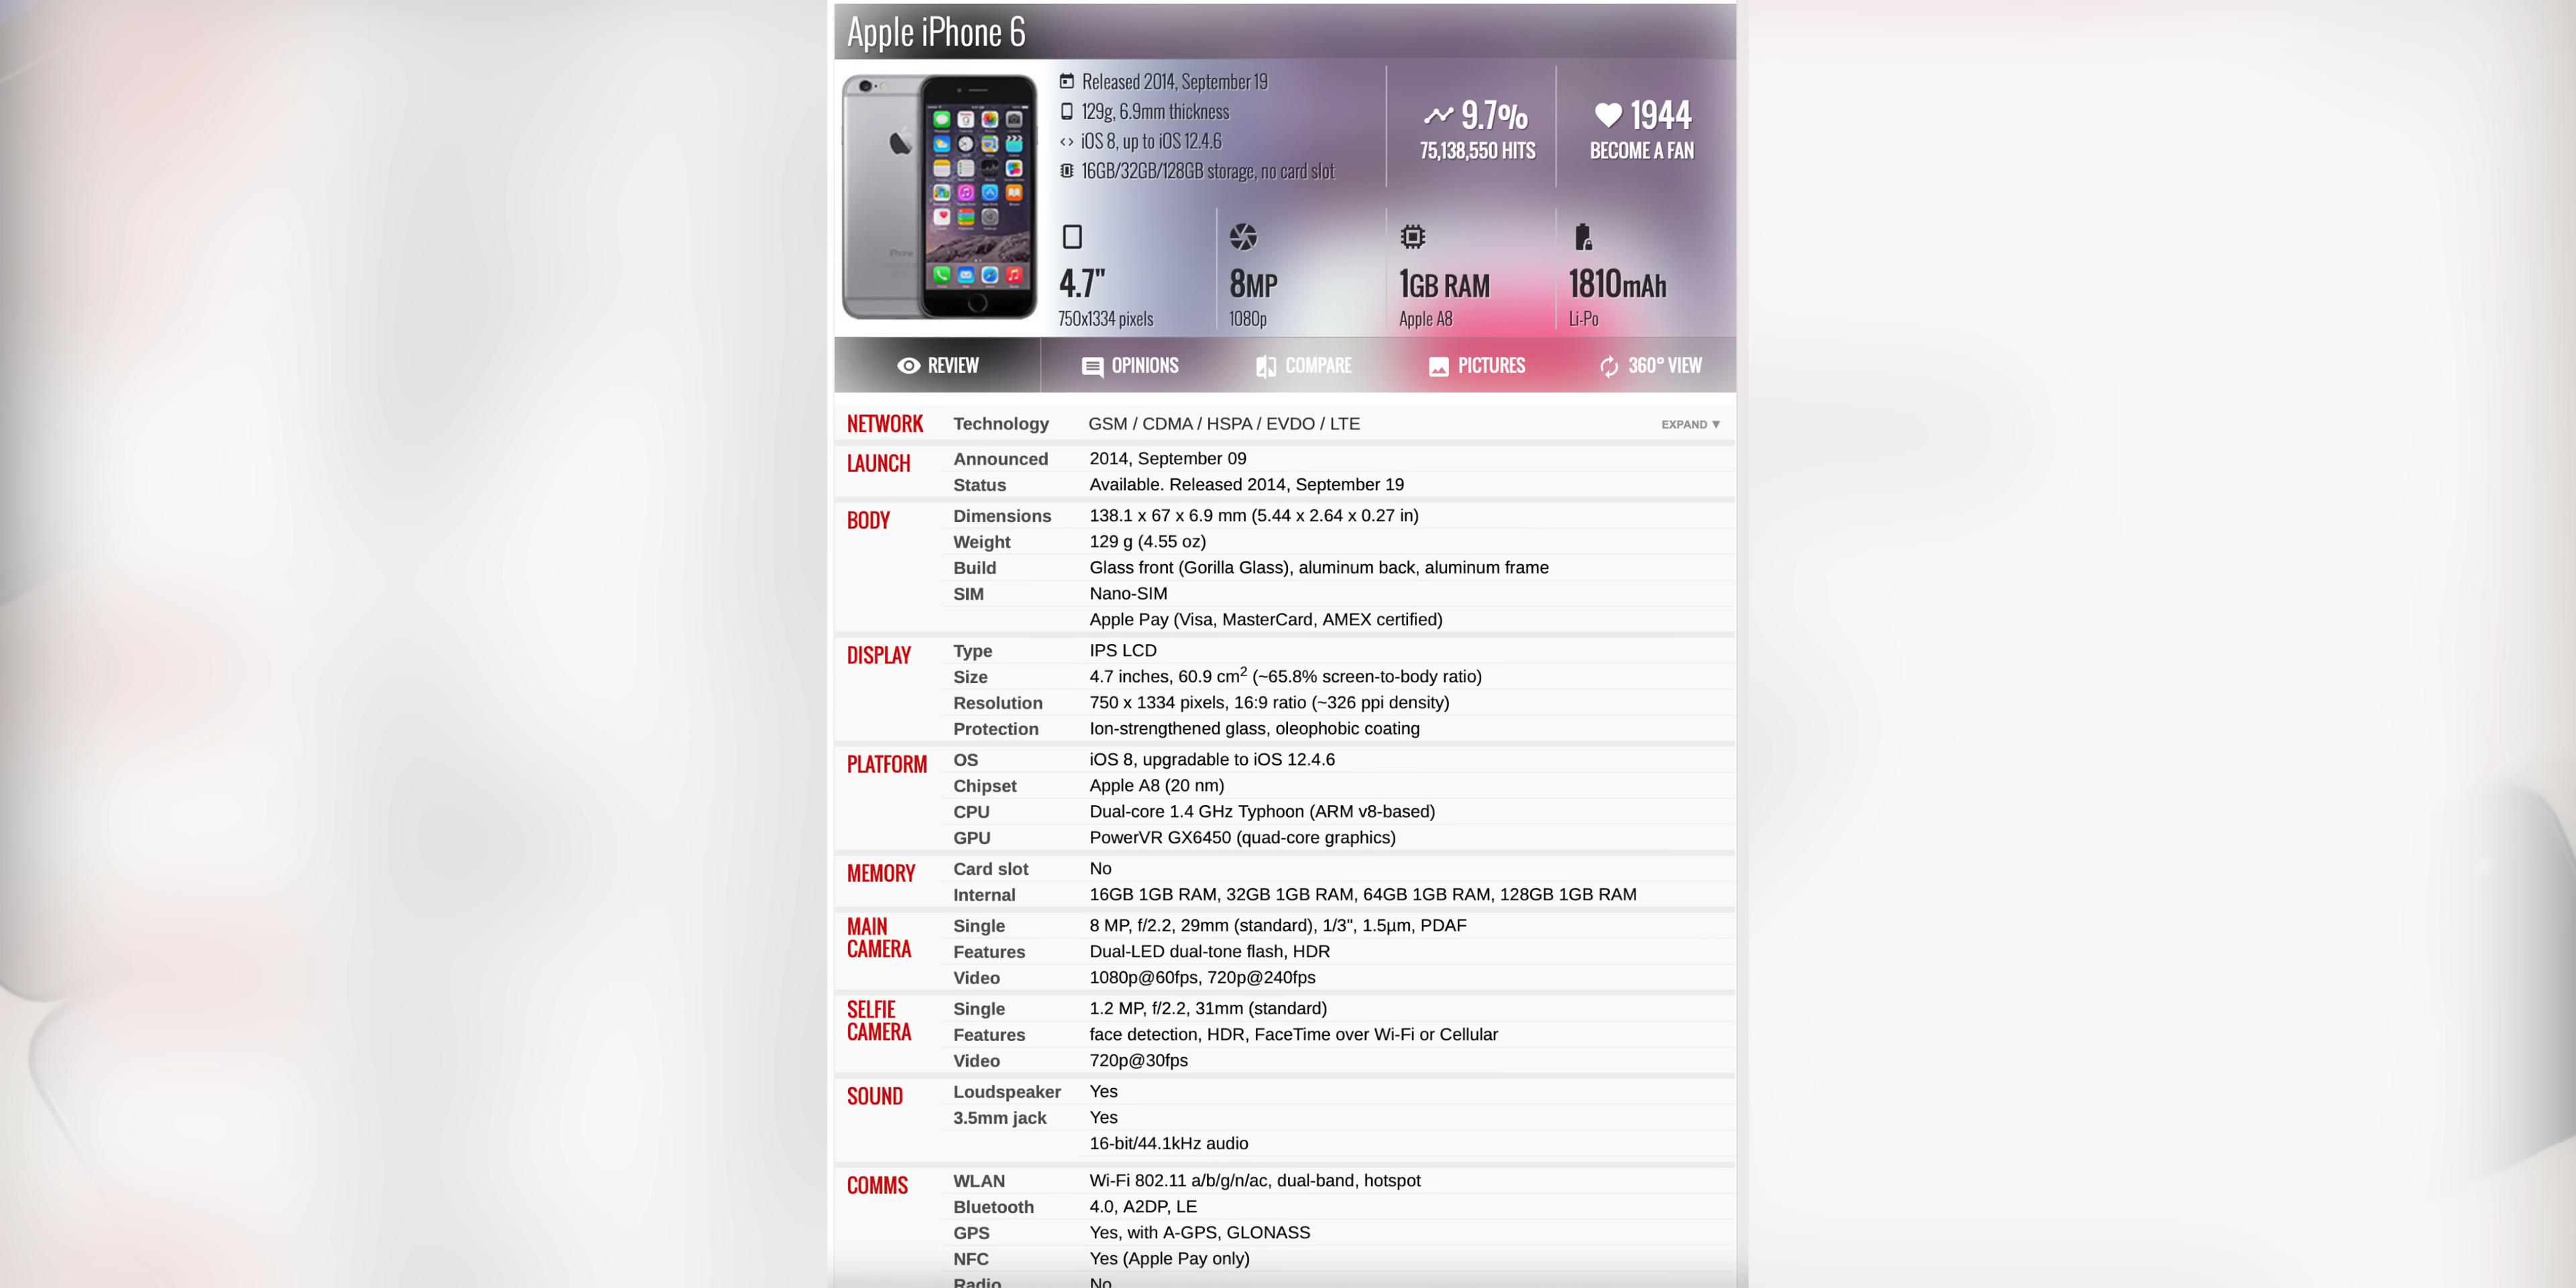 Apple iPhone 6
Released 2014, September 19
129g, 6.9mm thickness
iOS 8, up to iOS 12.4.6
16GB/32GB/128GB storage, no card slot
9.7%
75,138,550 HITS
1944
BECOME A FAN
4.7"
750x1334 pixels
8MP
1080p
1GB RAM
Apple A8
1810mAh
Li-Po
REVIEW
OPINIONS
COMPARE
PICTURES
360° VIEW
NETWORK Technology GSM / CDMA / HSPA / EVDO / LTE EXPAND ▼
LAUNCH Announced 2014, September 09
Status Available. Released 2014, September 19
BODY Dimensions 138.1 x 67 x 6.9 mm (5.44 x 2.64 x 0.27 in)
Weight 129 g (4.55 oz)
Build Glass front (Gorilla Glass), aluminum back, aluminum frame
SIM Nano-SIM
Apple Pay (Visa, MasterCard, AMEX certified)
DISPLAY Type IPS LCD
Size 4.7 inches, 60.9 cm2 (~65.8% screen-to-body ratio)
Resolution 750 x 1334 pixels, 16:9 ratio (~326 ppi density)
Protection Ion-strengthened glass, oleophobic coating
PLATFORM OS iOS 8, upgradable to iOS 12.4.6
Chipset Apple A8 (20 nm)
CPU Dual-core 1.4 GHz Typhoon (ARM v8-based)
GPU PowerVR GX6450 (quad-core graphics)
MEMORY Card slot No
Internal 16GB 1GB RAM, 32GB 1GB RAM, 64GB 1GB RAM, 128GB 1GB RAM
MAIN CAMERA Single 8 MP, f/2.2, 29mm (standard), 1/3", 1.5µm, PDAF
Features Dual-LED dual-tone flash, HDR
Video 1080p@60fps, 720p@240fps
SELFIE CAMERA Single 1.2 MP, f/2.2, 31mm (standard)
Features face detection, HDR, FaceTime over Wi-Fi or Cellular
Video 720p@30fps
SOUND Loudspeaker Yes
3.5mm jack Yes
16-bit/44.1kHz audio
COMMS WLAN Wi-Fi 802.11 a/b/g/n/ac, dual-band, hotspot
Bluetooth 4.0, A2DP, LE
GPS Yes, with A-GPS, GLONASS
NFC Yes (Apple Pay only)
Radio No